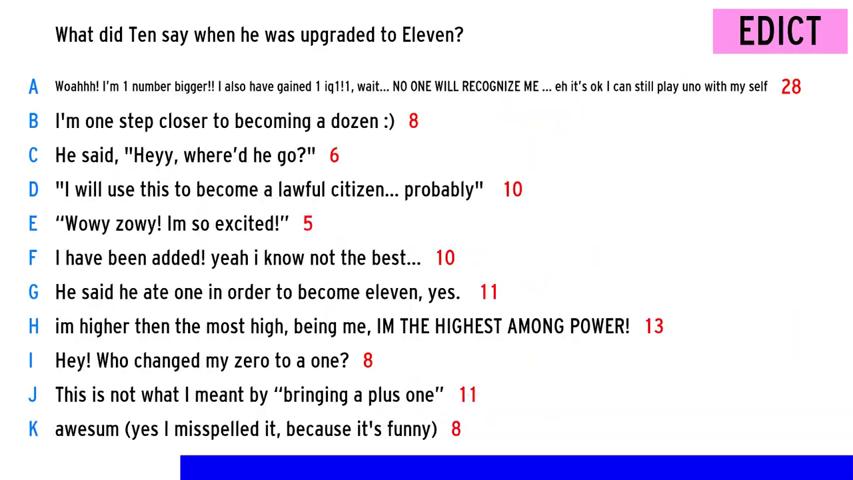 What did Ten say when he was upgraded to Eleven?
EDICT
A Woahhh! I'm 1 number bigger!! I also have gained 1 iq1!1, wait... NO ONE WILL RECOGNIZE ME ... eh it's ok I can still play uno with my self 28
B I'm one step closer to becoming a dozen :) 8
C He said, "Heyy, where'd he go?" 6
D "I will use this to become a lawful citizen... probably" 10
E “Wowy zowy! Im so excited!” 5
F I have been added! yeah i know not the best... 10
G He said he ate one in order to become eleven, yes. 11
H im higher then the most high, being me, IM THE HIGHEST AMONG POWER! 13
I Hey! Who changed my zero to a one? 8
J This is not what I meant by “bringing a plus one” 11
K awesum (yes I misspelled it, because it's funny) 8